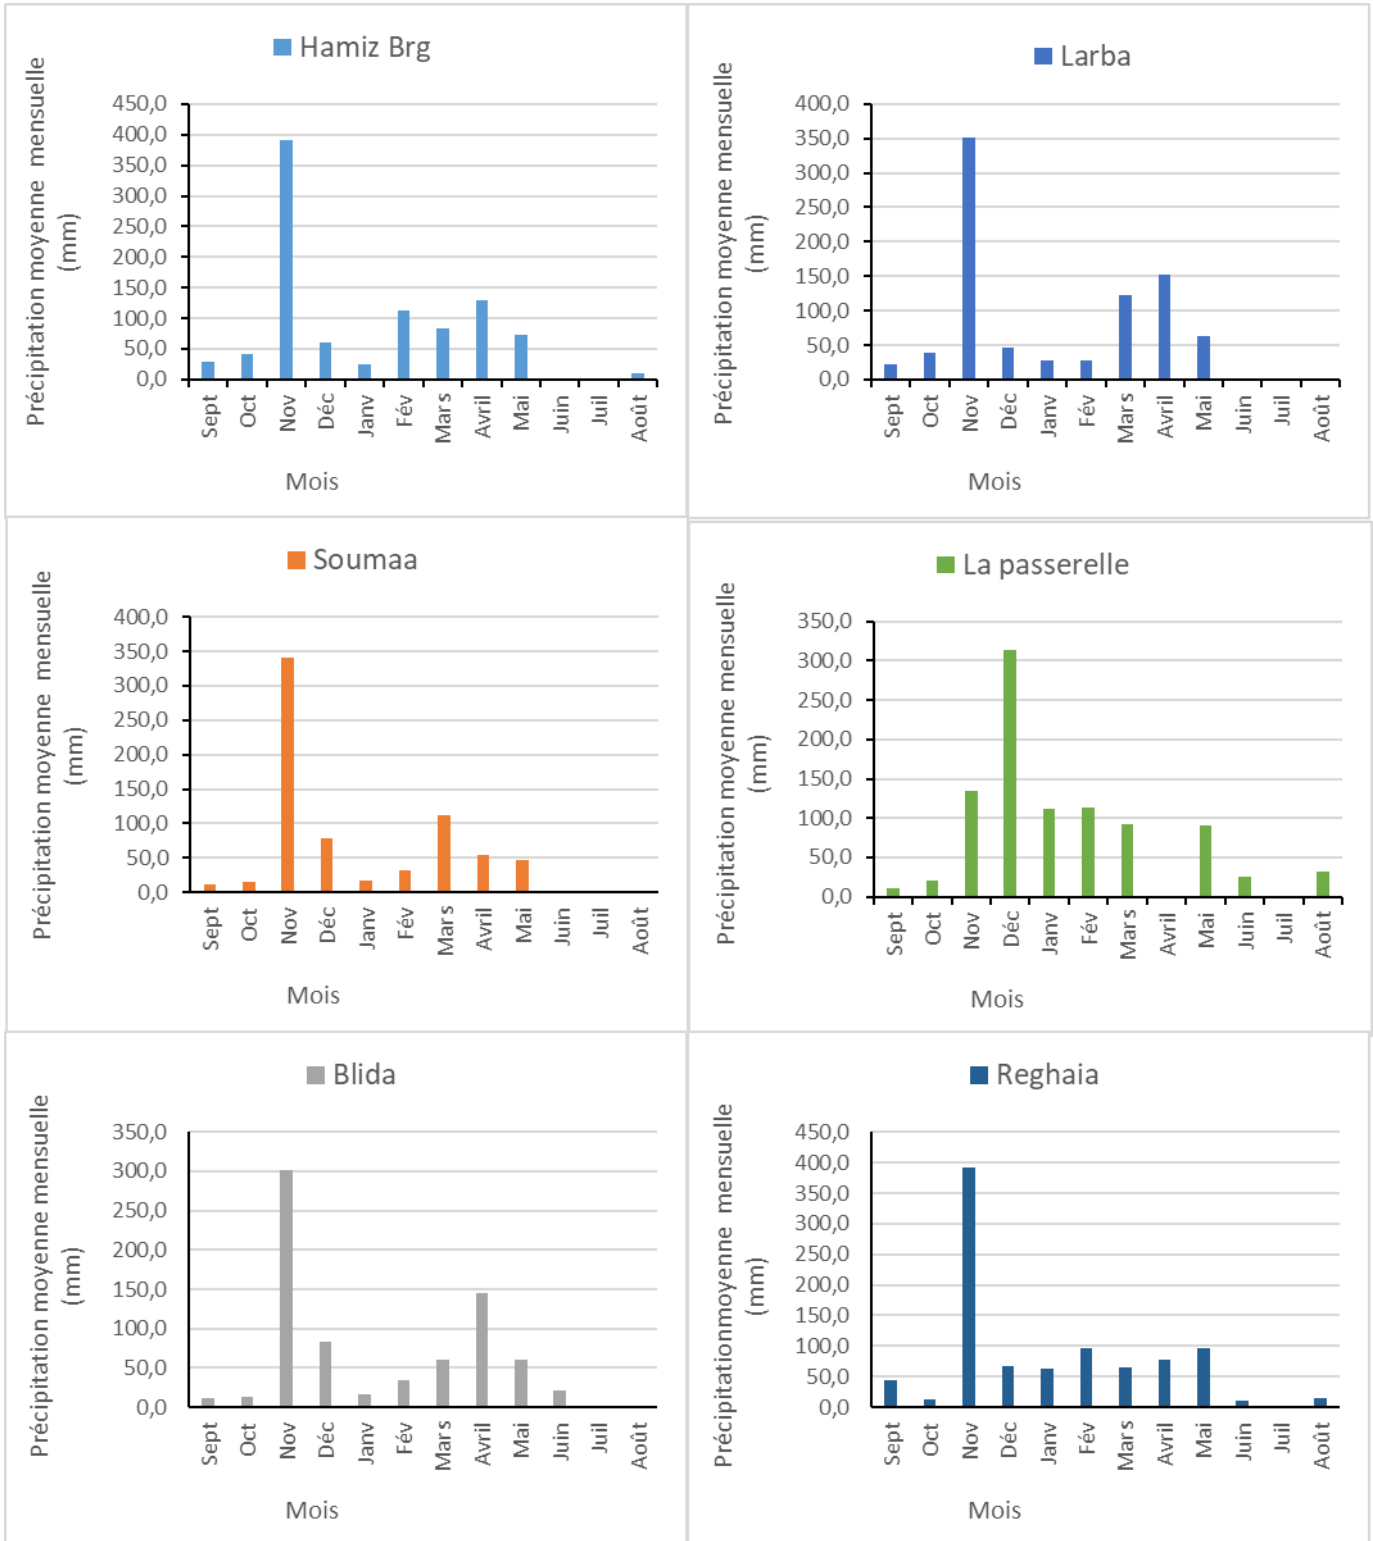 Hamiz Brg
Précipitation moyenne mensuelle
(mm)
450,0
400,0
350,0
300,0
250,0
200,0
150,0
100,0
50,0
0,0
Sept
Oct
Nov
Déc
Janv
Fév
Mars
Avril
Mai
Juin
Juil
Août
Mois
Larba
Précipitation moyenne mensuelle
(mm)
400,0
350,0
300,0
250,0
200,0
150,0
100,0
50,0
0,0
Sept
Oct
Nov
Déc
Janv
Fév
Mars
Avril
Mai
Juin
Juil
Août
Mois
Soumaa
Précipitation moyenne mensuelle
(mm)
400,0
350,0
300,0
250,0
200,0
150,0
100,0
50,0
0,0
Sept
Oct
Nov
Déc
Janv
Fév
Mars
Avril
Mai
Juin
Juil
Août
Mois
La passerelle
Précipitation moyenne mensuelle
(mm)
350,0
300,0
250,0
200,0
150,0
100,0
50,0
0,0
Sept
Oct
Nov
Déc
Janv
Fév
Mars
Avril
Mai
Juin
Juil
Août
Mois
Blida
Précipitation moyenne mensuelle
(mm)
350,0
300,0
250,0
200,0
150,0
100,0
50,0
0,0
Sept
Oct
Nov
Déc
Janv
Fév
Mars
Avril
Mai
Juin
Juil
Août
Mois
Reghaia
Précipitationmoyenne mensuelle
(mm)
450,0
400,0
350,0
300,0
250,0
200,0
150,0
100,0
50,0
0,0
Sept
Oct
Nov
Déc
Janv
Fév
Mars
Avril
Mai
Juin
Juil
Août
Mois